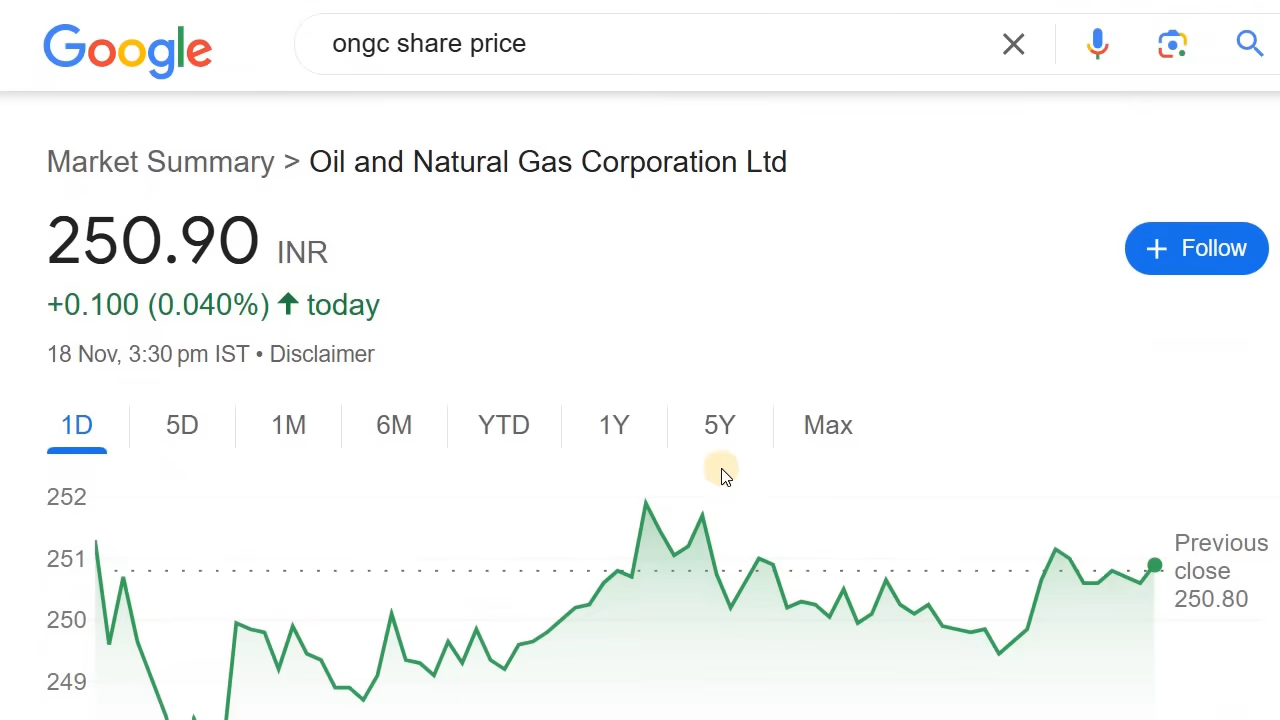 Google
ongc share price
Market Summary > Oil and Natural Gas Corporation Ltd
250.90 INR
+ Follow
+0.100 (0.040%) ↑ today
18 Nov, 3:30 pm IST • Disclaimer
1D 5D 1M 6M YTD 1Y 5Y Max
252
251
250
249
Previous
close
250.80